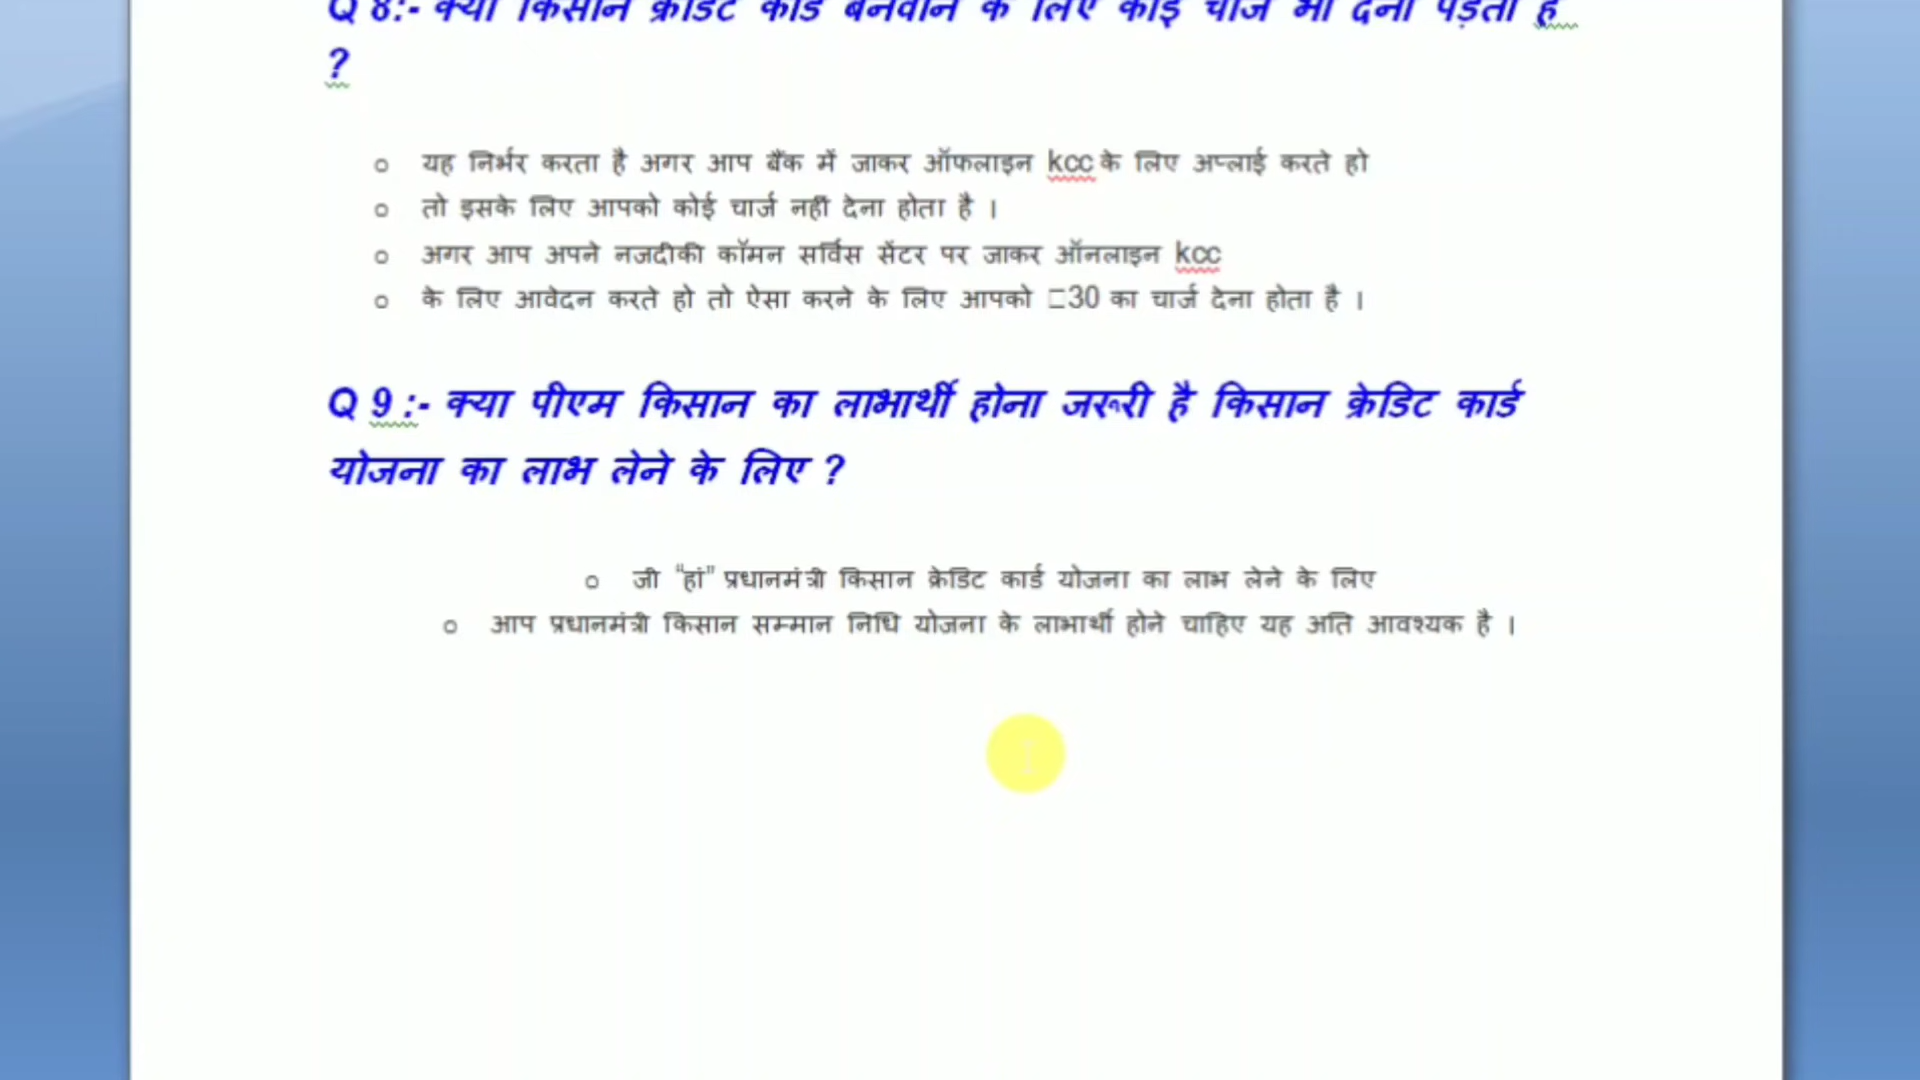 Q 8:- क्या किसान क्रेडिट कार्ड बनवाने के लिए कोई चार्ज भी देना पड़ता है
?
o यह निर्भर करता है अगर आप बैंक में जाकर ऑफलाइन kcc के लिए अप्लाई करते हो
o तो इसके लिए आपको कोई चार्ज नहीं देना होता है ।
o अगर आप अपने नजदीकी कॉमन सर्विस सेंटर पर जाकर ऑनलाइन kcc
o के लिए आवेदन करते हो तो ऐसा करने के लिए आपको □30 का चार्ज देना होता है ।
Q 9 :- क्या पीएम किसान का लाभार्थी होना जरूरी है किसान क्रेडिट कार्ड
योजना का लाभ लेने के लिए ?
o जी “हां” प्रधानमंत्री किसान क्रेडिट कार्ड योजना का लाभ लेने के लिए
o आप प्रधानमंत्री किसान सम्मान निधि योजना के लाभार्थी होने चाहिए यह अति आवश्यक है ।